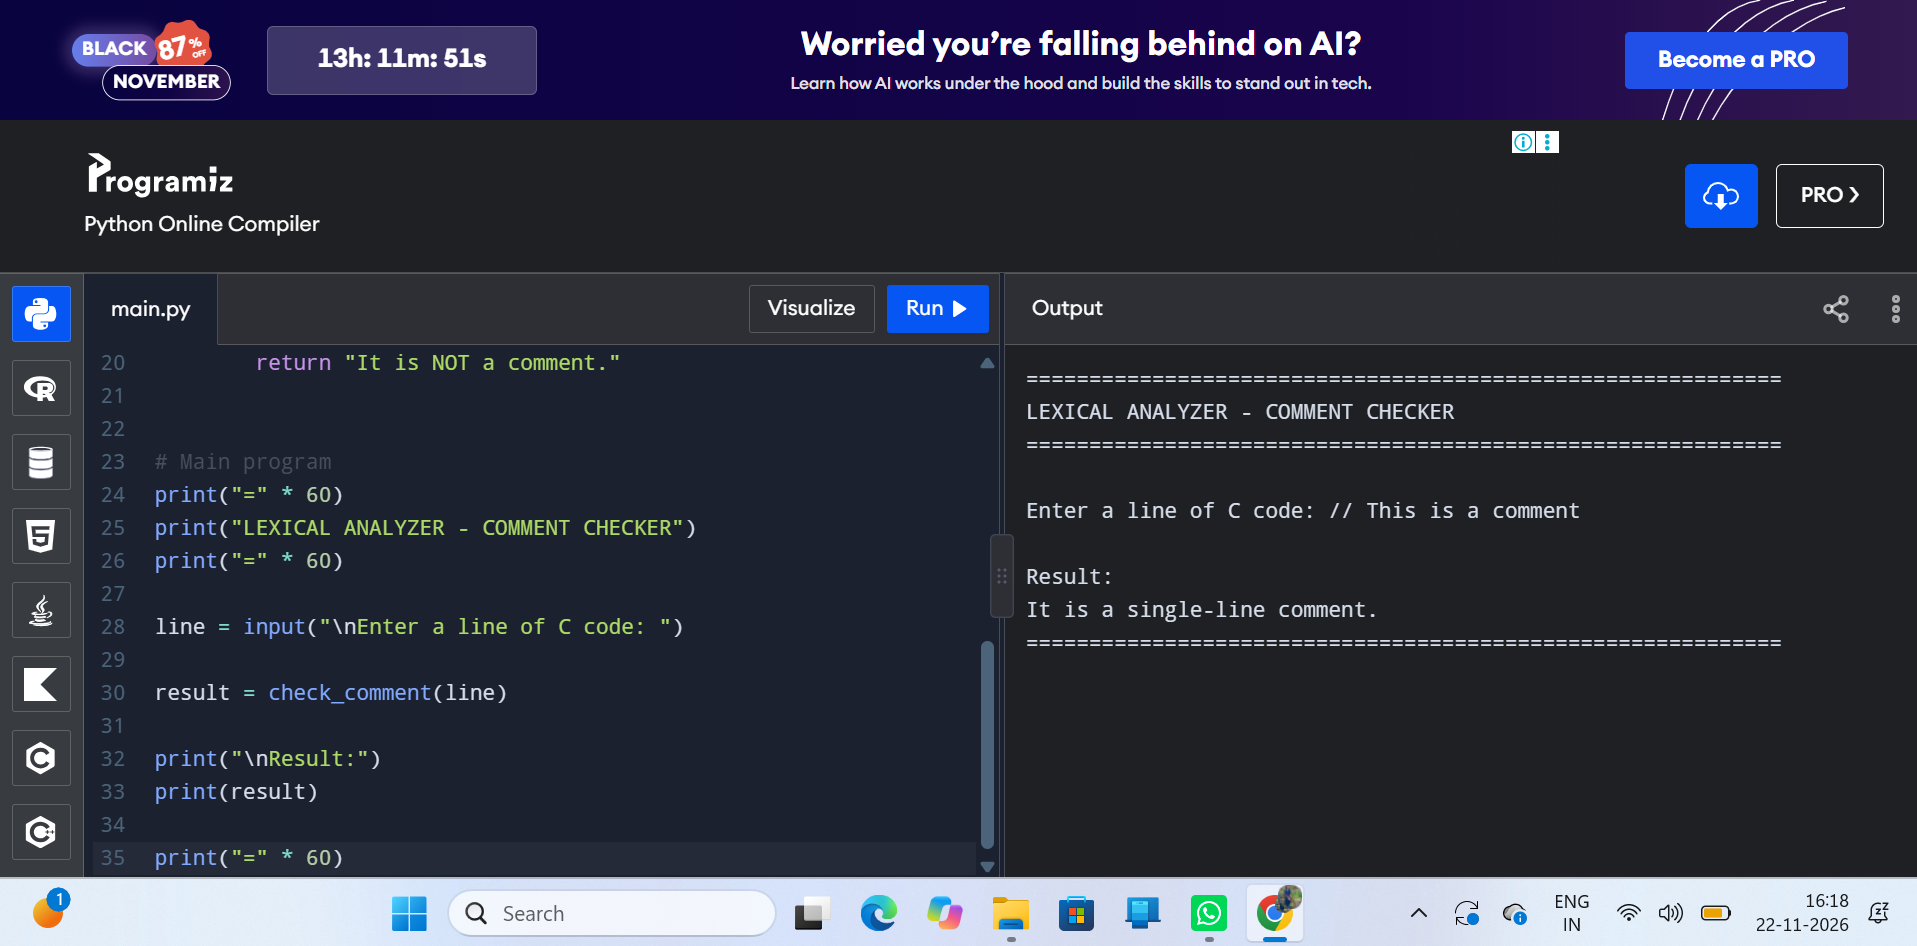 BLACK 87% OFF
NOVEMBER
13h: 11m: 51s
Worried you're falling behind on AI?
Learn how AI works under the hood and build the skills to stand out in tech.
Become a PRO
Programiz
Python Online Compiler
PRO ❯
main.py
Visualize
Run
Output
20 return "It is NOT a comment."
21
22
23 # Main program
24 print("=" * 60)
25 print("LEXICAL ANALYZER - COMMENT CHECKER")
26 print("=" * 60)
27
28 line = input("\nEnter a line of C code: ")
29
30 result = check_comment(line)
31
32 print("\nResult:")
33 print(result)
34
35 print("=" * 60)
============================================================
LEXICAL ANALYZER - COMMENT CHECKER
============================================================
Enter a line of C code: // This is a comment
Result:
It is a single-line comment.
============================================================
1
Search
ENG
IN
16:18
22-11-2026